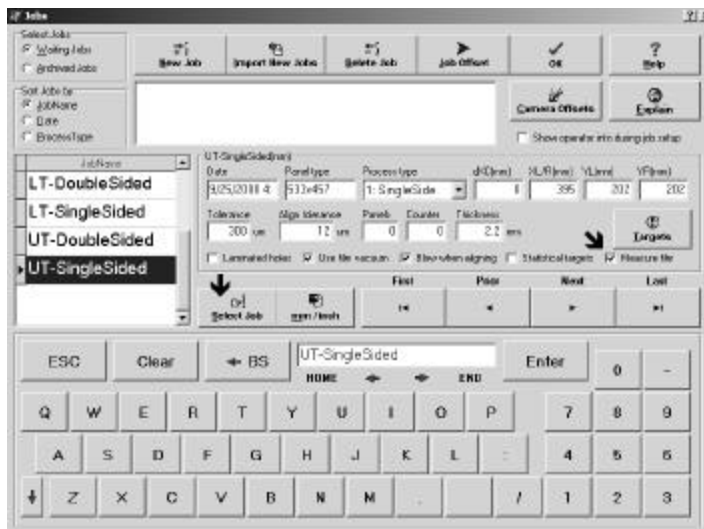 Jobs
Select Jobs
Waiting Jobs
Archived Jobs
New Job
Import New Jobs
Delete Job
Job Offset
OK
Help
Sort Jobs by
JobName
Date
ProcessType
Camera Offsets
Explain
Show operator info during job setup
JobName
LT-DoubleSided
LT-SingleSided
UT-DoubleSided
UT-SingleSided
UT-SingleSided(mm)
Date
Panel type
Process type
XL/R(mm)
YL(mm)
YR(mm)
9/25/2008 4:
533x457
1: SingleSide
0
395
202
202
Tolerance
Align tolerance
Panels
Counter
Thickness
300 um
12 um
0
0
2.2 mm
Targets
Laminated holes
Use file vacuum
Blow when aligning
Statistical targets
Measure file
First
Prior
Next
Last
Select Job
mm/inch
ESC
Clear
BS
UT-SingleSided
Enter
HOME
END
0 -
Q W E R T Y U I O P 7 8 9
A S D F G H J K L : 4 5 6
Z X C V B N M . / 1 2 3